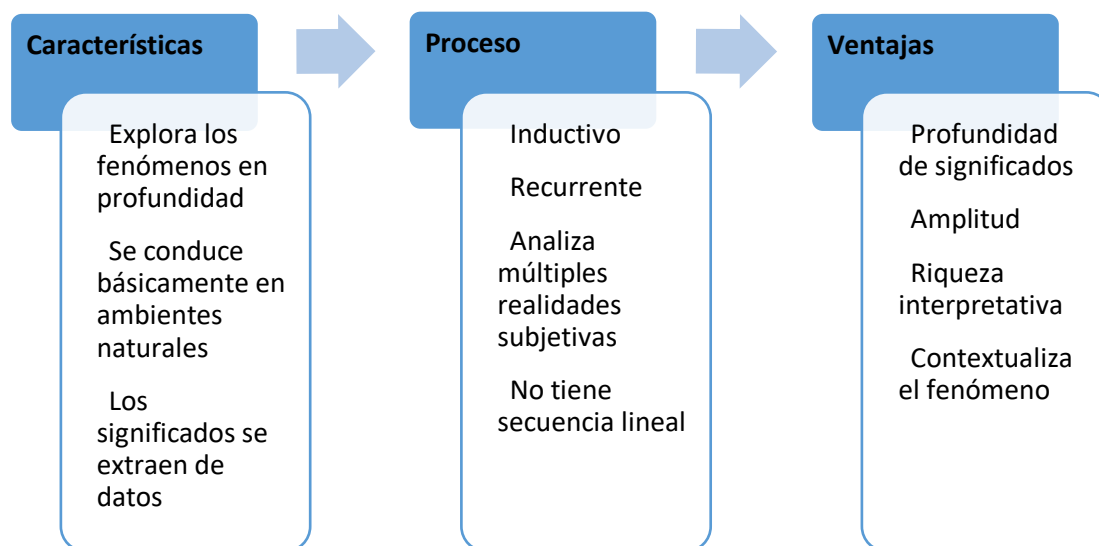 Características
Explora los
fenómenos en
profundidad
Se conduce
básicamente en
ambientes
naturales
Los
significados se
extraen de
datos
Proceso
Inductivo
Recurrente
Analiza
múltiples
realidades
subjetivas
No tiene
secuencia lineal
Ventajas
Profundidad
de significados
Amplitud
Riqueza
interpretativa
Contextualiza
el fenómeno